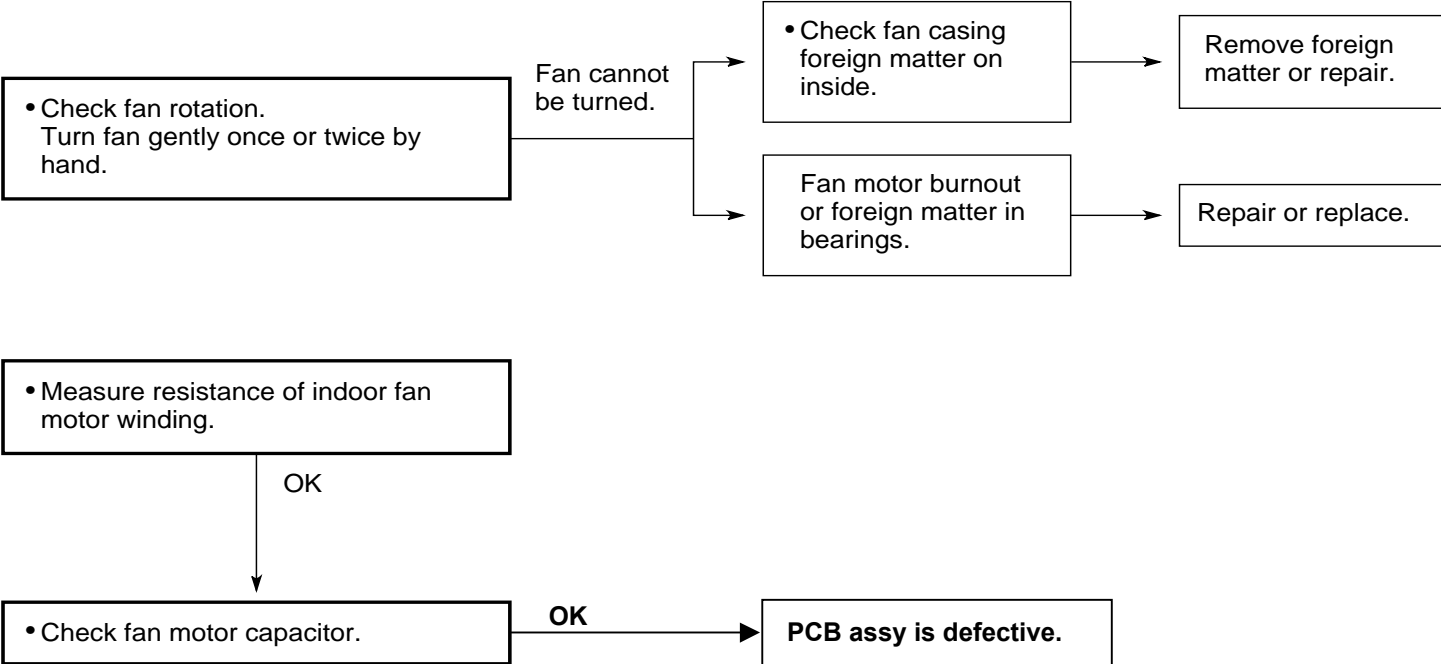 • Check fan rotation.
Turn fan gently once or twice by
hand.
Fan cannot
be turned.
• Check fan casing
foreign matter on
inside.
Remove foreign
matter or repair.
Fan motor burnout
or foreign matter in
bearings.
Repair or replace.
• Measure resistance of indoor fan
motor winding.
OK
• Check fan motor capacitor.
OK
PCB assy is defective.